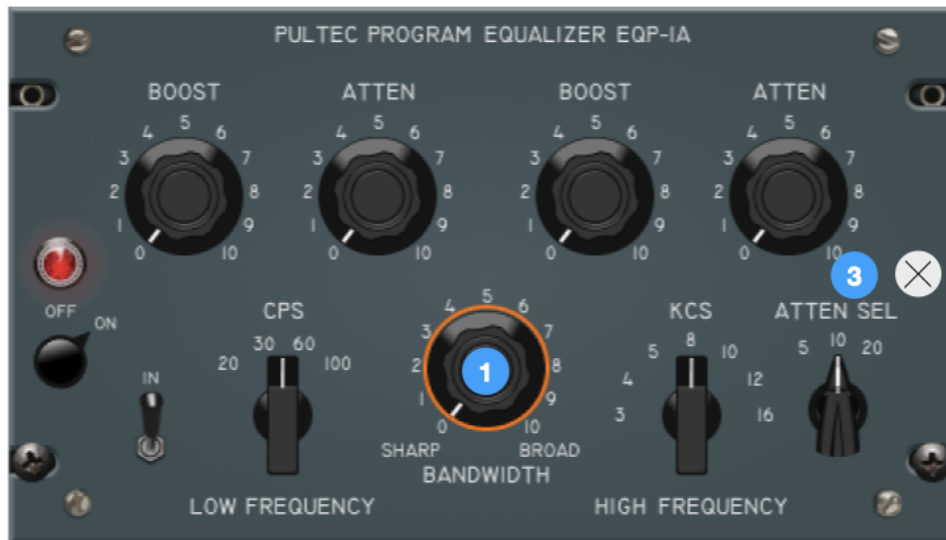 PULTEC PROGRAM EQUALIZER EQP-1A
BOOST ATTEN BOOST ATTEN
0 1 2 3 4 5 6 7 8 9 10
0 1 2 3 4 5 6 7 8 9 10
0 1 2 3 4 5 6 7 8 9 10
0 1 2 3 4 5 6 7 8 9 10
OFF ON
IN
CPS
20 30 60 100
LOW FREQUENCY
0 1 2 3 4 5 6 7 8 9 10
1
SHARP BROAD
BANDWIDTH
KCS
3 4 5 8 10 12 16
HIGH FREQUENCY
3
ATTEN SEL
5 10 20